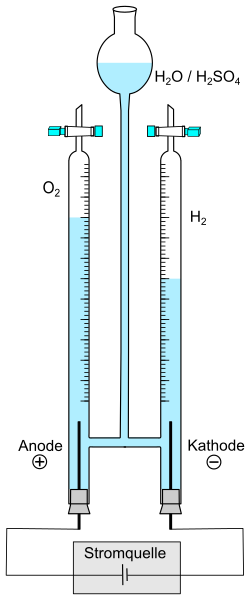 H₂O / H₂SO₄
O₂
H₂
Anode
⊕
Kathode
⊖
Stromquelle